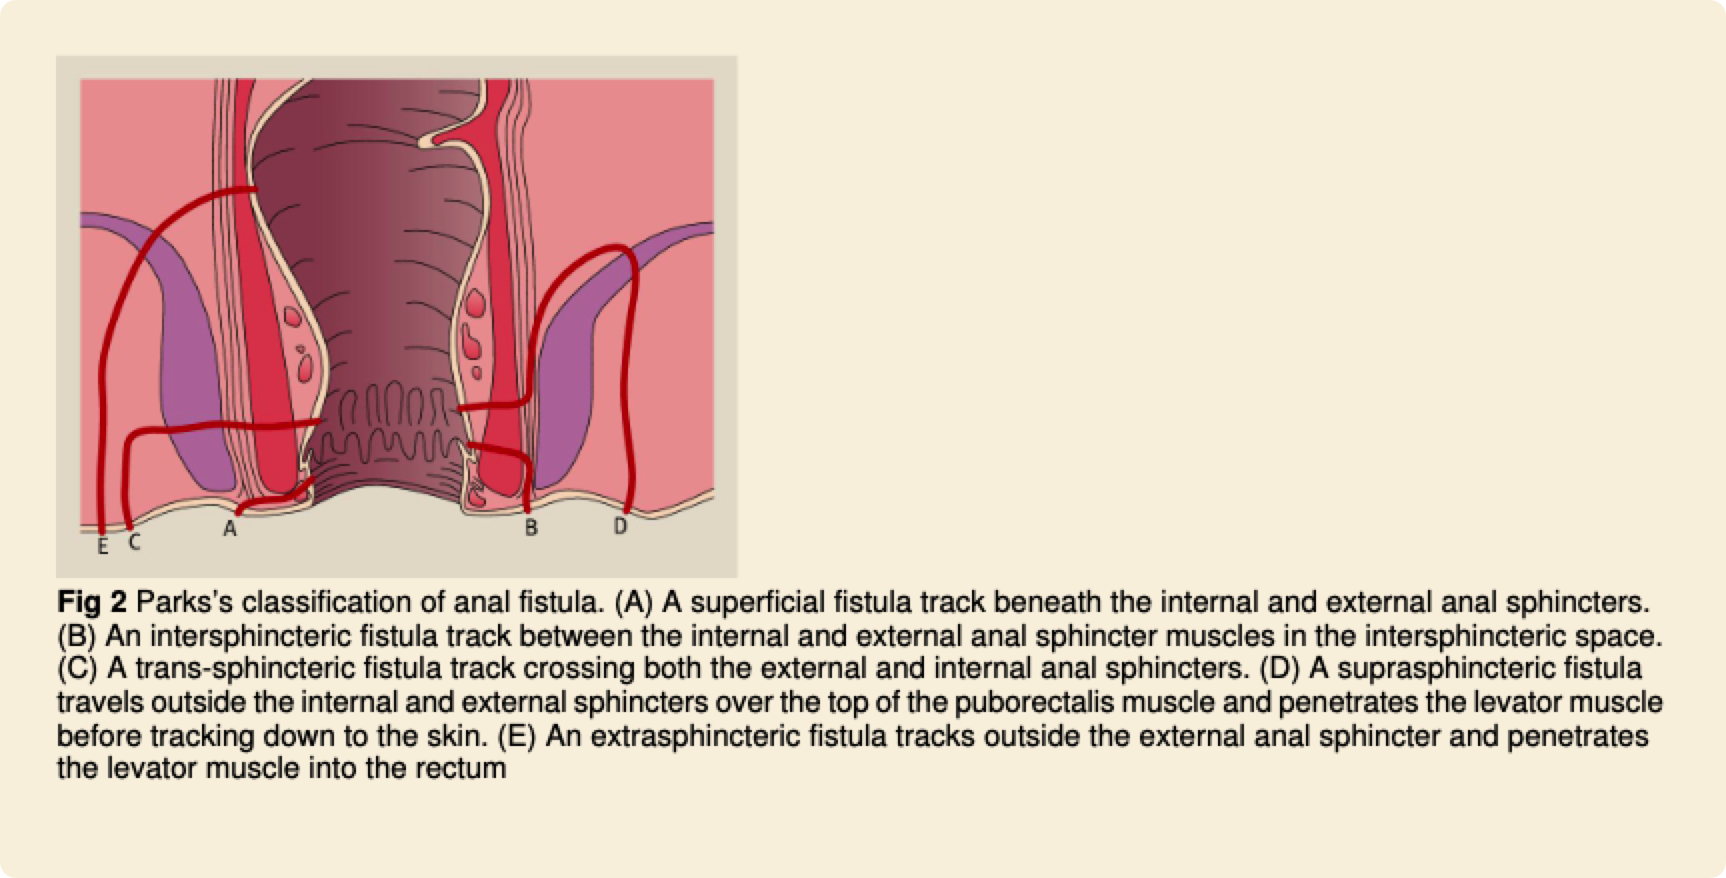 E
C
A
B
D
Fig 2 Parks's classification of anal fistula. (A) A superficial fistula track beneath the internal and external anal sphincters.
(B) An intersphincteric fistula track between the internal and external anal sphincter muscles in the intersphincteric space.
(C) A trans-sphincteric fistula track crossing both the external and internal anal sphincters. (D) A suprasphincteric fistula
travels outside the internal and external sphincters over the top of the puborectalis muscle and penetrates the levator muscle
before tracking down to the skin. (E) An extrasphincteric fistula tracks outside the external anal sphincter and penetrates
the levator muscle into the rectum